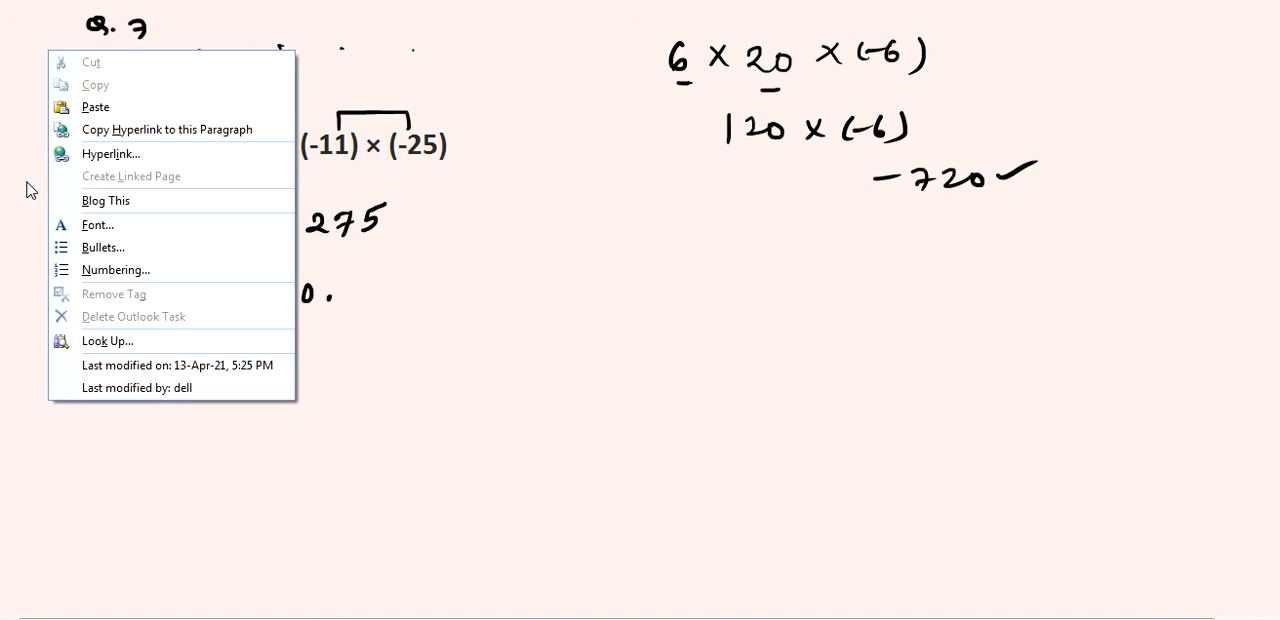 Q. 7
Cut
Copy
Paste
Copy Hyperlink to this Paragraph
Hyperlink...
Create Linked Page
Blog This
Font...
Bullets...
Numbering...
Remove Tag
Delete Outlook Task
Look Up...
Last modified on: 13-Apr-21, 5:25 PM
Last modified by: dell
(-11) × (-25)
275
0.
6 × 20 × (-6)
120 × (-6)
- 720